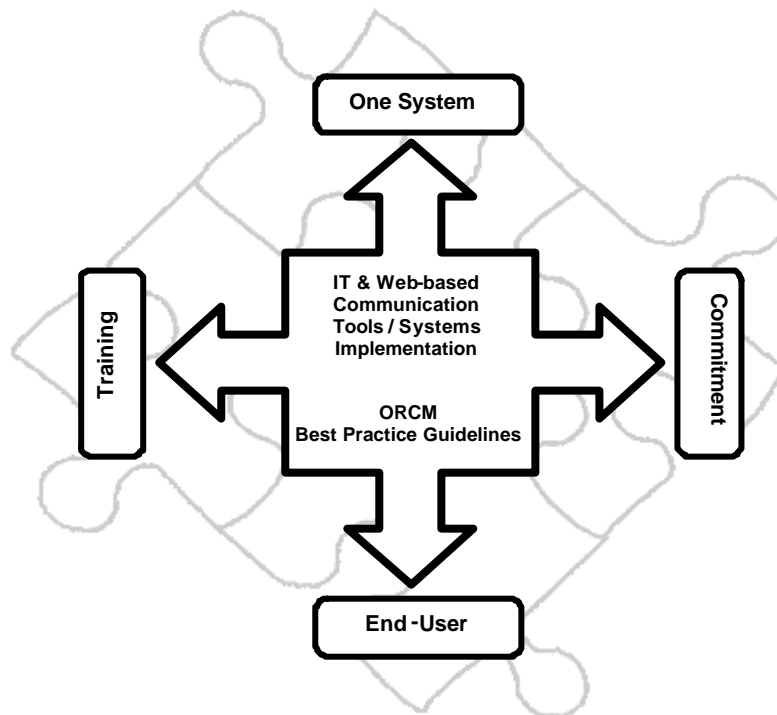 One System
Training
IT & Web-based
Communication
Tools / Systems
Implementation
Commitment
ORCM
Best Practice Guidelines
End-User